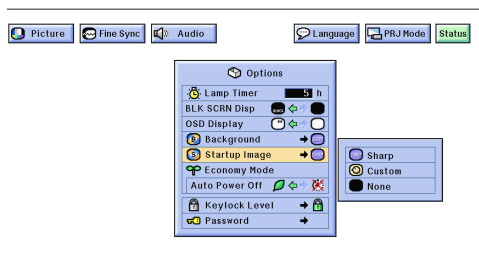 Picture Fine Sync Audio Language PRJ Mode Status
Options
Lamp Timer 5 h
BLK SCRN Disp
OSD Display
Background
Startup Image
Economy Mode
Auto Power Off
Keylock Level
Password
Sharp
Custom
None